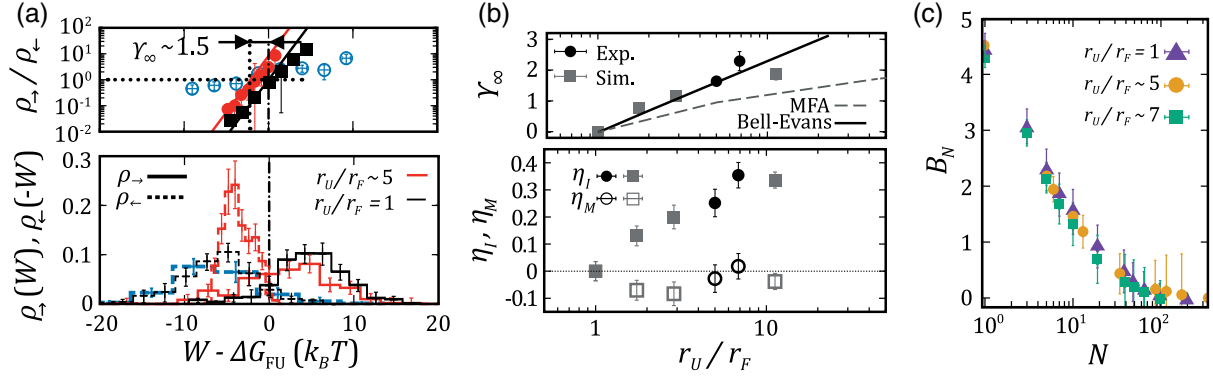 (a)
ρ→/ρ←
10²
10¹
10⁰
10⁻¹
10⁻²
ϒ∞ ~ 1.5
ρ→(W), ρ←(-W)
0.3
0.2
0.1
0
ρ→
ρ←
r_U/r_F ~ 5
r_U/r_F = 1
-20 -10 0 10 20
W - ΔG_FU (k_BT)
(b)
ϒ∞
2
1
0
Exp.
Sim.
MFA
Bell-Evans
η_I, η_M
0.4
0.3
0.2
0.1
0
-0.1
η_I
η_M
1 10
r_U/r_F
(c)
B_N
5
4
3
2
1
0
r_U/r_F = 1
r_U/r_F ~ 5
r_U/r_F ~ 7
10⁰ 10¹ 10²
N